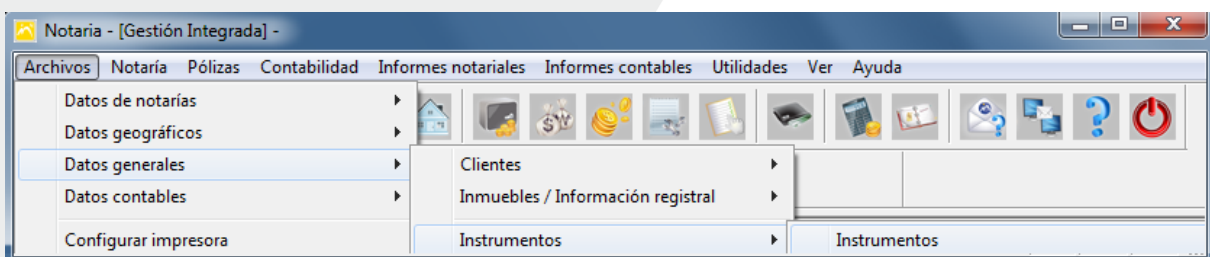 Notaria - [Gestión Integrada] -
Archivos Notaría Pólizas Contabilidad Informes notariales Informes contables Utilidades Ver Ayuda
Datos de notarías
Datos geográficos
Datos generales
Clientes
Datos contables
Inmuebles / Información registral
Configurar impresora
Instrumentos
Instrumentos